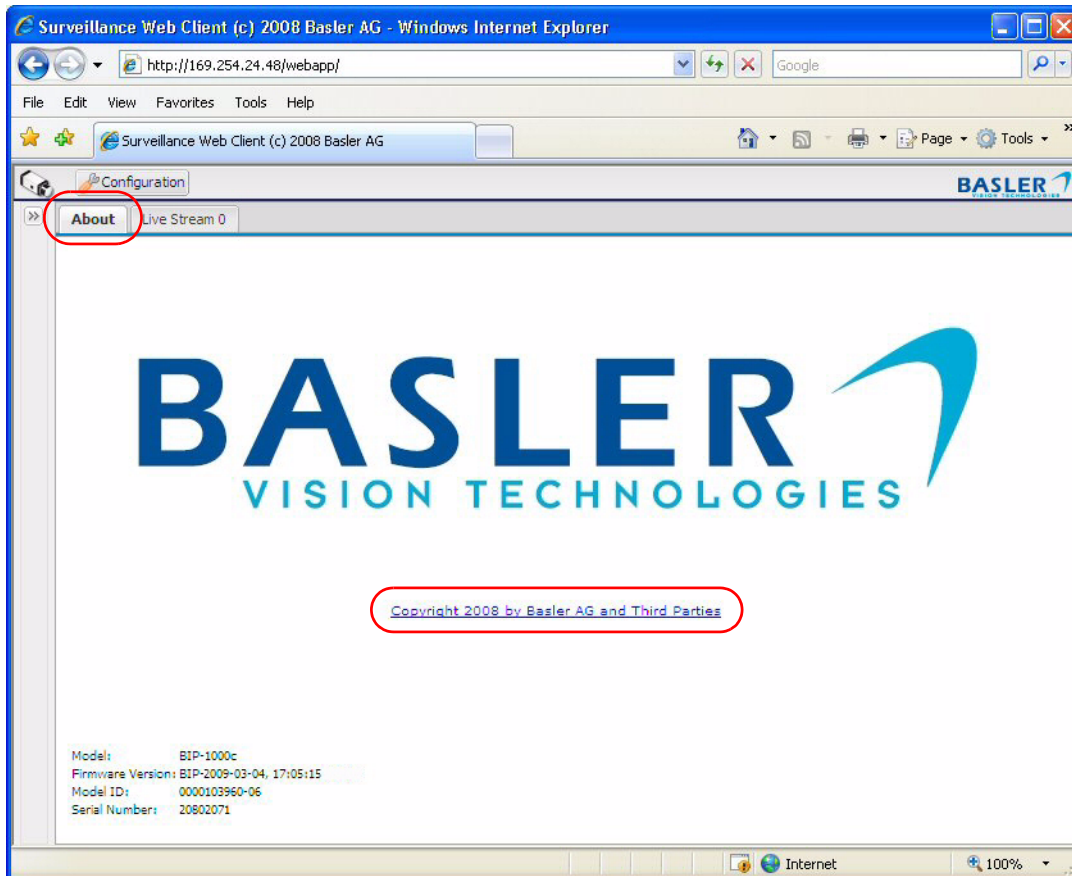 Surveillance Web Client (c) 2008 Basler AG - Windows Internet Explorer
http://169.254.24.48/webapp/
Google
File Edit View Favorites Tools Help
Surveillance Web Client (c) 2008 Basler AG
Page Tools
Configuration
BASLER
VISION TECHNOLOGIES
About Live Stream 0
BASLER
VISION TECHNOLOGIES
Copyright 2008 by Basler AG and Third Parties
Model: BIP-1000c
Firmware Version: BIP-2009-03-04, 17:05:15
Model ID: 0000103960-06
Serial Number: 20802071
Internet 100%